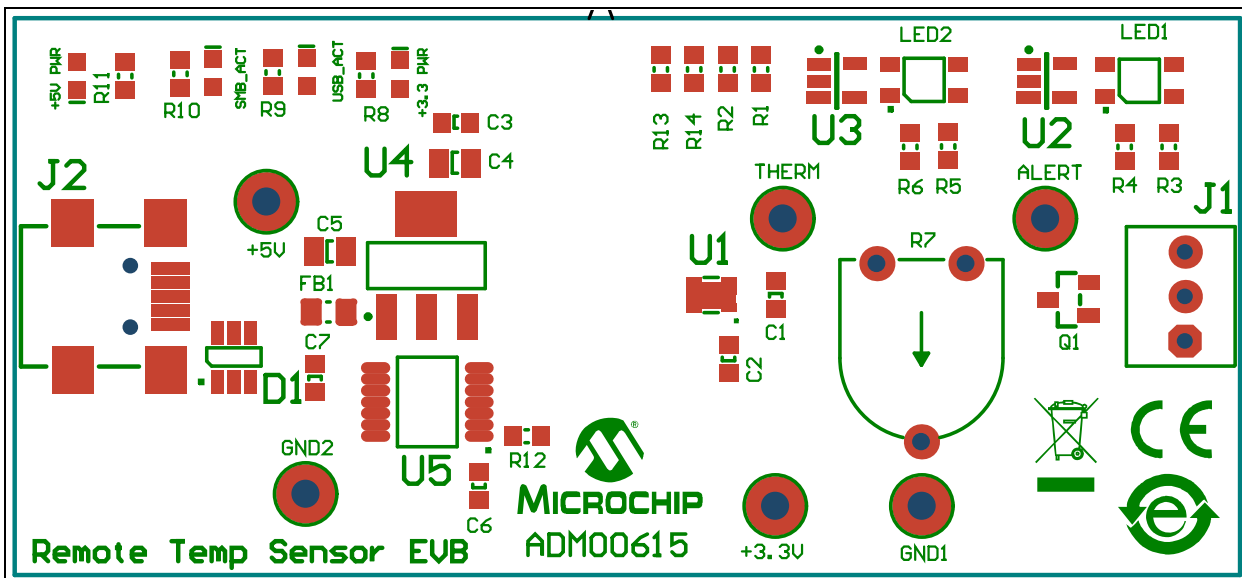 +5V PWR
R11
R10
SMB_ACT
R9
USB_ACT
R8
+3.3 PWR
C3
C4
U4
R13
R14
R2
R1
U3
LED2
R6
R5
U2
LED1
R4
R3
J2
+5V
C5
FB1
C7
D1
THERM
ALERT
J1
U1
C1
C2
R7
Q1
GND2
U5
R12
C6
MICROCHIP
®
ADM00615
+3.3V
GND1
CE
e
Remote Temp Sensor EVB